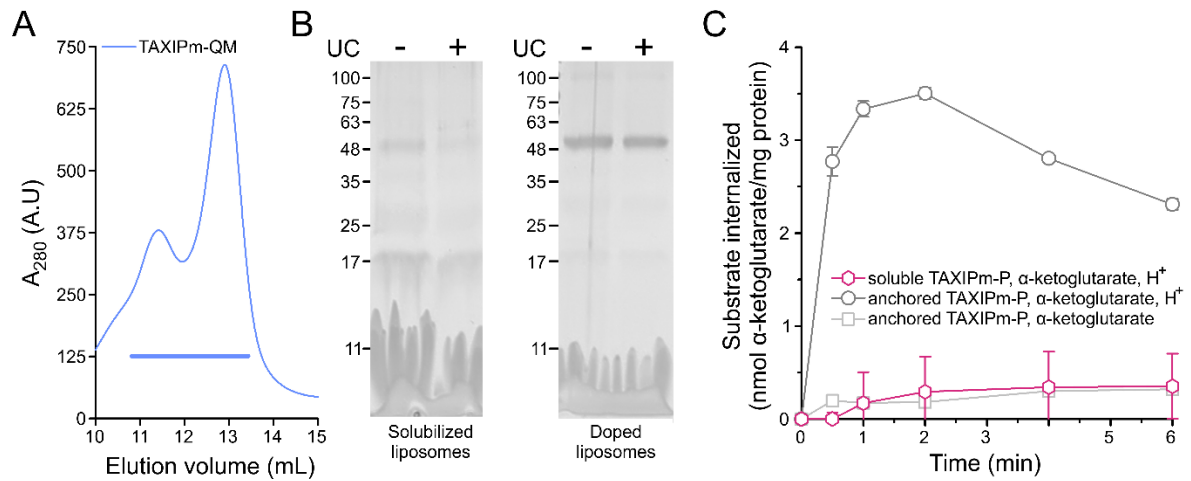 A
750
625
500
375
250
125
0
A280 (A.U)
TAXIPm-QM
10 11 12 13 14 15
Elution volume (mL)
B
UC - +
100
75
63
48
35
25
17
11
Solubilized
liposomes
UC - +
100
75
63
48
35
25
17
11
Doped
liposomes
C
Substrate internalized
(nmol α-ketoglutarate/mg protein)
4
3
2
1
0
soluble TAXIPm-P, α-ketoglutarate, H+
anchored TAXIPm-P, α-ketoglutarate, H+
anchored TAXIPm-P, α-ketoglutarate
0 2 3 5 6
Time (min)